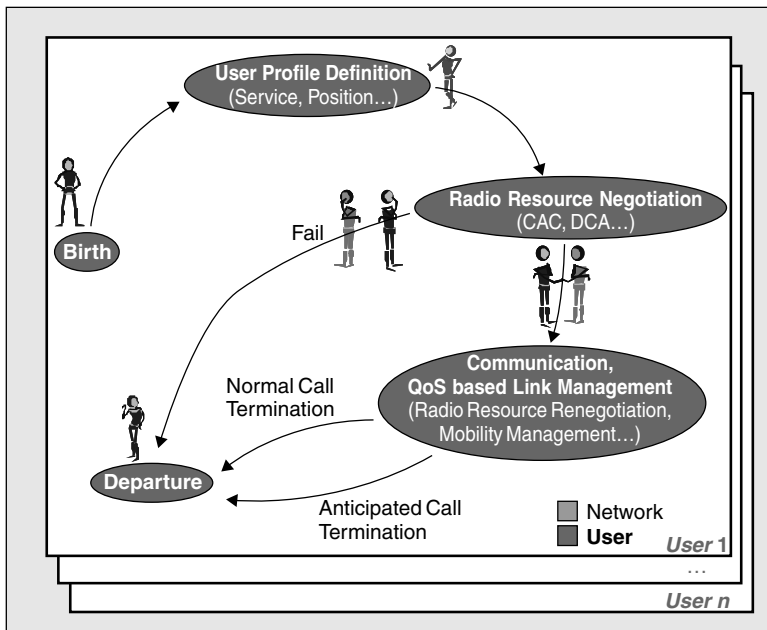 User Profile Definition
(Service, Position…)
Radio Resource Negotiation
(CAC, DCA…)
Fail
Birth
Communication,
QoS based Link Management
(Radio Resource Renegotiation,
Mobility Management…)
Normal Call
Termination
Departure
Anticipated Call
Termination
Network
User
User 1
…
User n